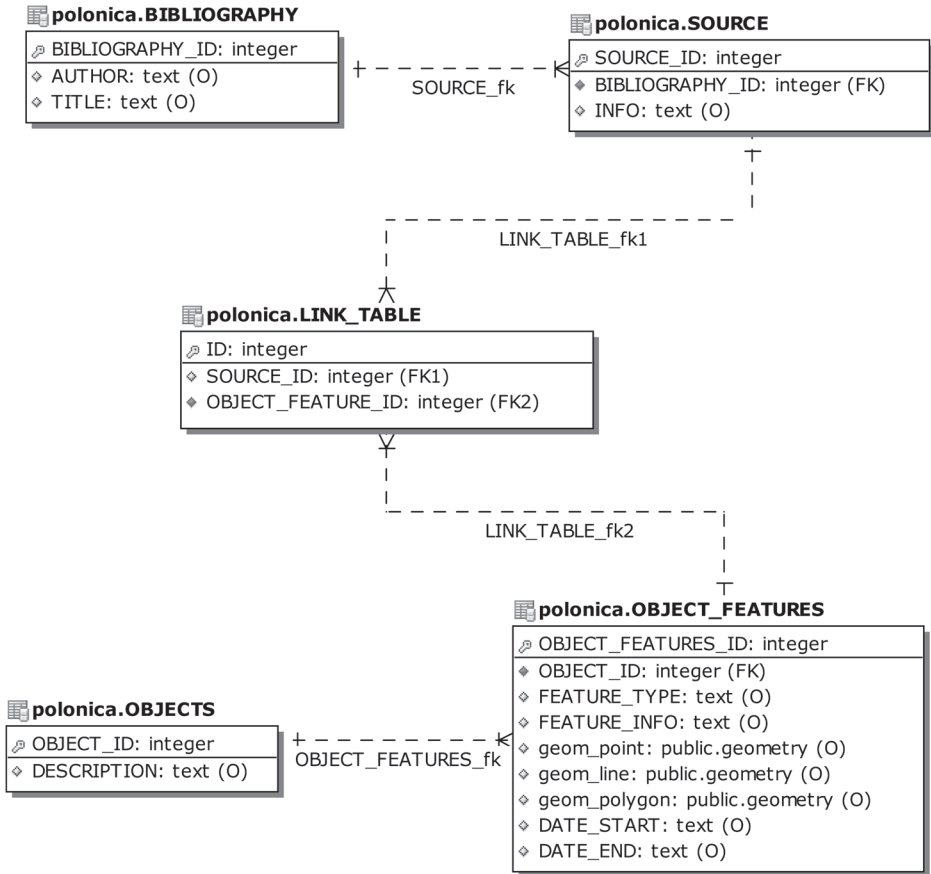 polonica.BIBLIOGRAPHY
BIBLIOGRAPHY_ID: integer
AUTHOR: text (O)
TITLE: text (O)
SOURCE_fk
polonica.SOURCE
SOURCE_ID: integer
BIBLIOGRAPHY_ID: integer (FK)
INFO: text (O)
LINK_TABLE_fk1
polonica.LINK_TABLE
ID: integer
SOURCE_ID: integer (FK1)
OBJECT_FEATURE_ID: integer (FK2)
LINK_TABLE_fk2
polonica.OBJECT_FEATURES
OBJECT_FEATURES_ID: integer
OBJECT_ID: integer (FK)
FEATURE_TYPE: text (O)
FEATURE_INFO: text (O)
geom_point: public.geometry (O)
geom_line: public.geometry (O)
geom_polygon: public.geometry (O)
DATE_START: text (O)
DATE_END: text (O)
polonica.OBJECTS
OBJECT_ID: integer
DESCRIPTION: text (O)
OBJECT_FEATURES_fk